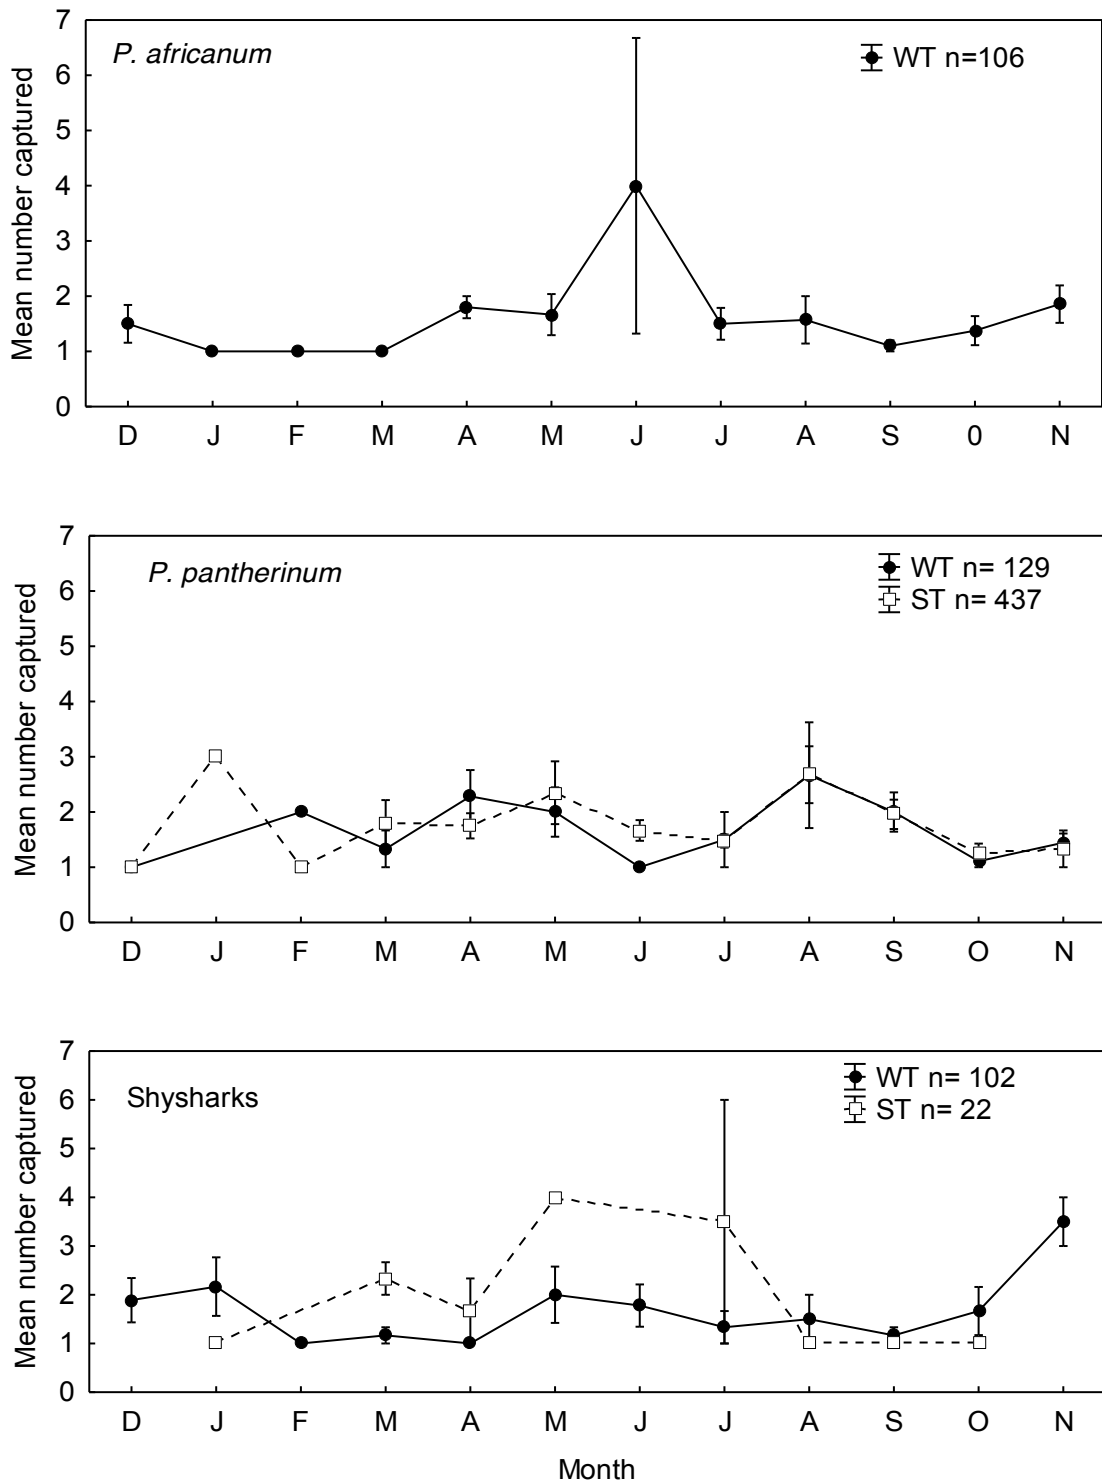 7
6
5
4
3
2
1
0
Mean number captured
P. africanum
WT n=106
D J F M A M J J A S 0 N
7
6
5
4
3
2
1
0
Mean number captured
P. pantherinum
WT n= 129
ST n= 437
D J F M A M J J A S O N
7
6
5
4
3
2
1
0
Mean number captured
Shysharks
WT n= 102
ST n= 22
D J F M A M J J A S O N
Month